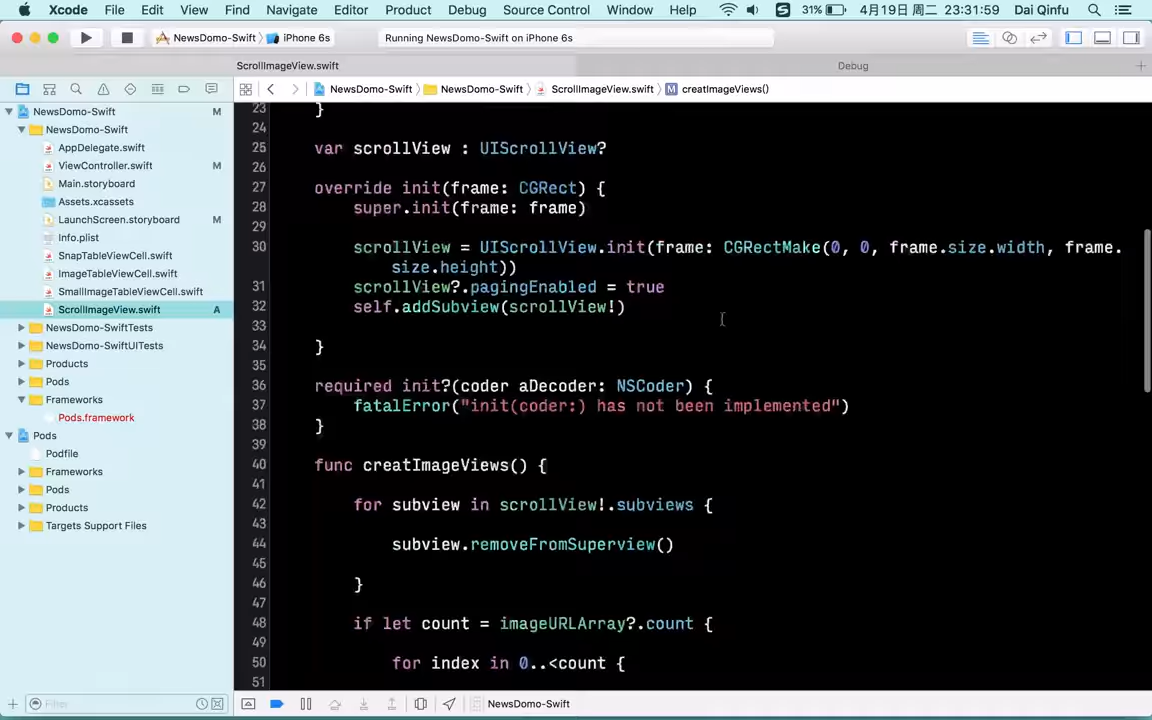 Xcode File Edit View Find Navigate Editor Product Debug Source Control Window Help 31% 4月19日 周二 23:31:59 Dai Qinfu
NewsDomo-Swift iPhone 6s Running NewsDomo-Swift on iPhone 6s
ScrollImageView.swift Debug
NewsDomo-Swift NewsDomo-Swift ScrollImageView.swift M creatImageViews()
NewsDomo-Swift M
NewsDomo-Swift
AppDelegate.swift
ViewController.swift M
Main.storyboard
Assets.xcassets
LaunchScreen.storyboard M
Info.plist
SnapTableViewCell.swift
ImageTableViewCell.swift
SmallImageTableViewCell.swift
ScrollImageView.swift A
NewsDomo-SwiftTests
NewsDomo-SwiftUITests
Products
Pods
Frameworks
Pods.framework
Pods
Podfile
Frameworks
Pods
Products
Targets Support Files
Filter
23 }
24
25 var scrollView : UIScrollView?
26
27 override init(frame: CGRect) {
28 super.init(frame: frame)
29
30 scrollView = UIScrollView.init(frame: CGRectMake(0, 0, frame.size.width, frame.
size.height))
31 scrollView?.pagingEnabled = true
32 self.addSubview(scrollView!)
33
34 }
35
36 required init?(coder aDecoder: NSCoder) {
37 fatalError("init(coder:) has not been implemented")
38 }
39
40 func creatImageViews() {
41
42 for subview in scrollView!.subviews {
43
44 subview.removeFromSuperview()
45
46 }
47
48 if let count = imageURLArray?.count {
49
50 for index in 0..<count {
51
NewsDomo-Swift